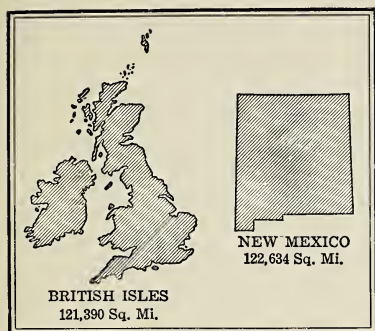 BRITISH ISLES
121,390 Sq. Mi.
NEW MEXICO
122,634 Sq. Mi.